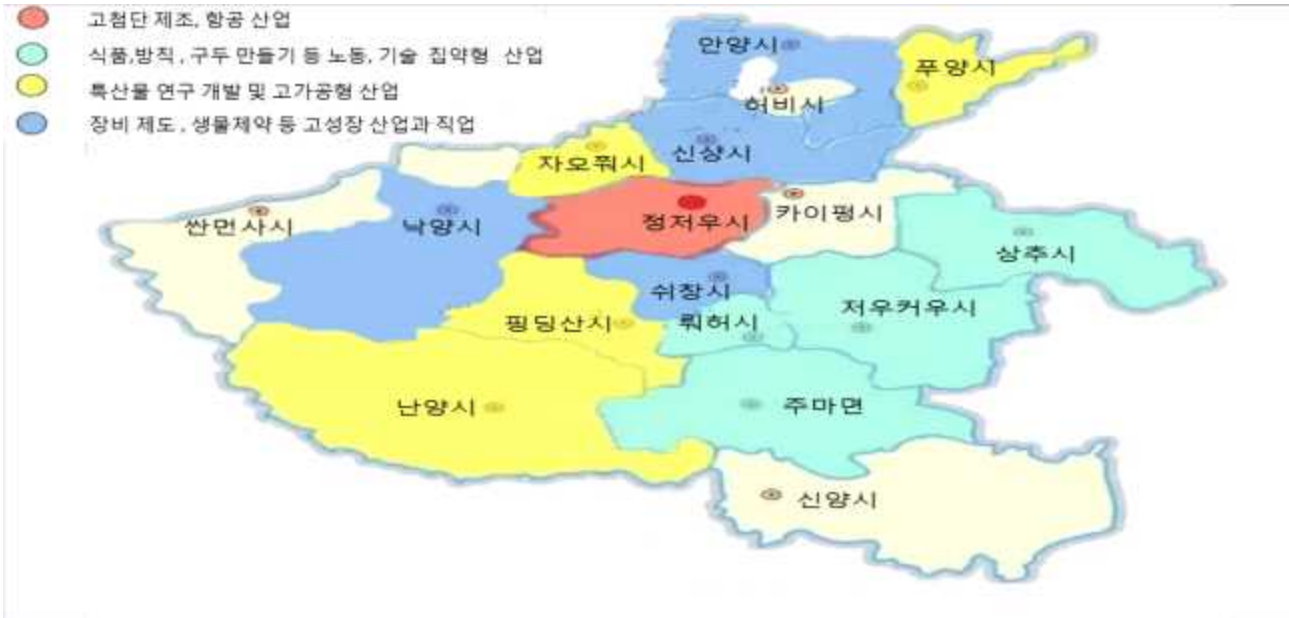 고첨단 제조, 항공 산업
식품,방직, 구두 만들기 등 노동, 기술 집약형 산업
특산물 연구 개발 및 고가공형 산업
장비 제도, 생물제약 등 고성장 산업과 직업
안양시
푸양시
허비시
신샹시
자오쭤시
싼먼사시
낙양시
정저우시
카이펑시
상추시
쉬창시
핑딩산시
뤄허시
저우커우시
난양시
주마면
신양시